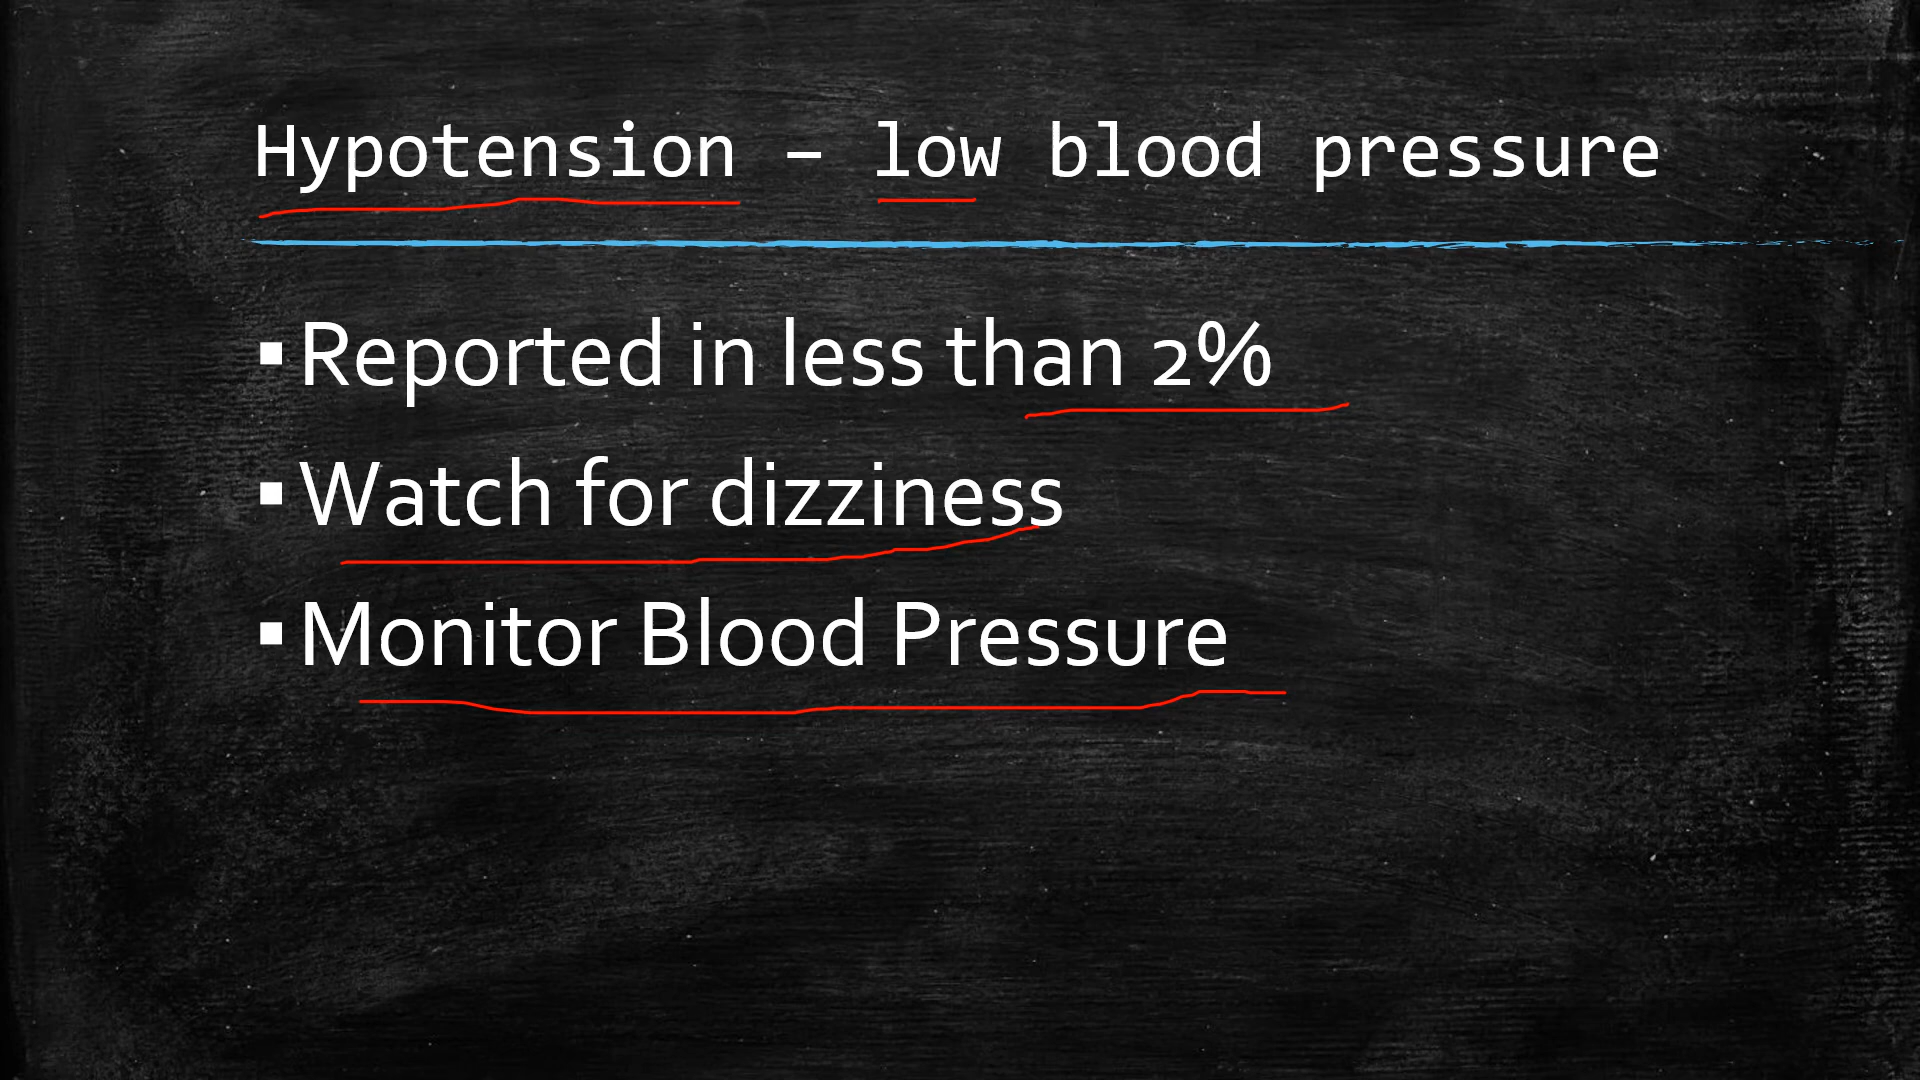 Hypotension – low blood pressure
▪ Reported in less than 2%
▪ Watch for dizziness
▪ Monitor Blood Pressure